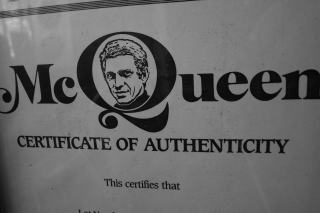 McQueen
CERTIFICATE OF AUTHENTICITY
This certifies that